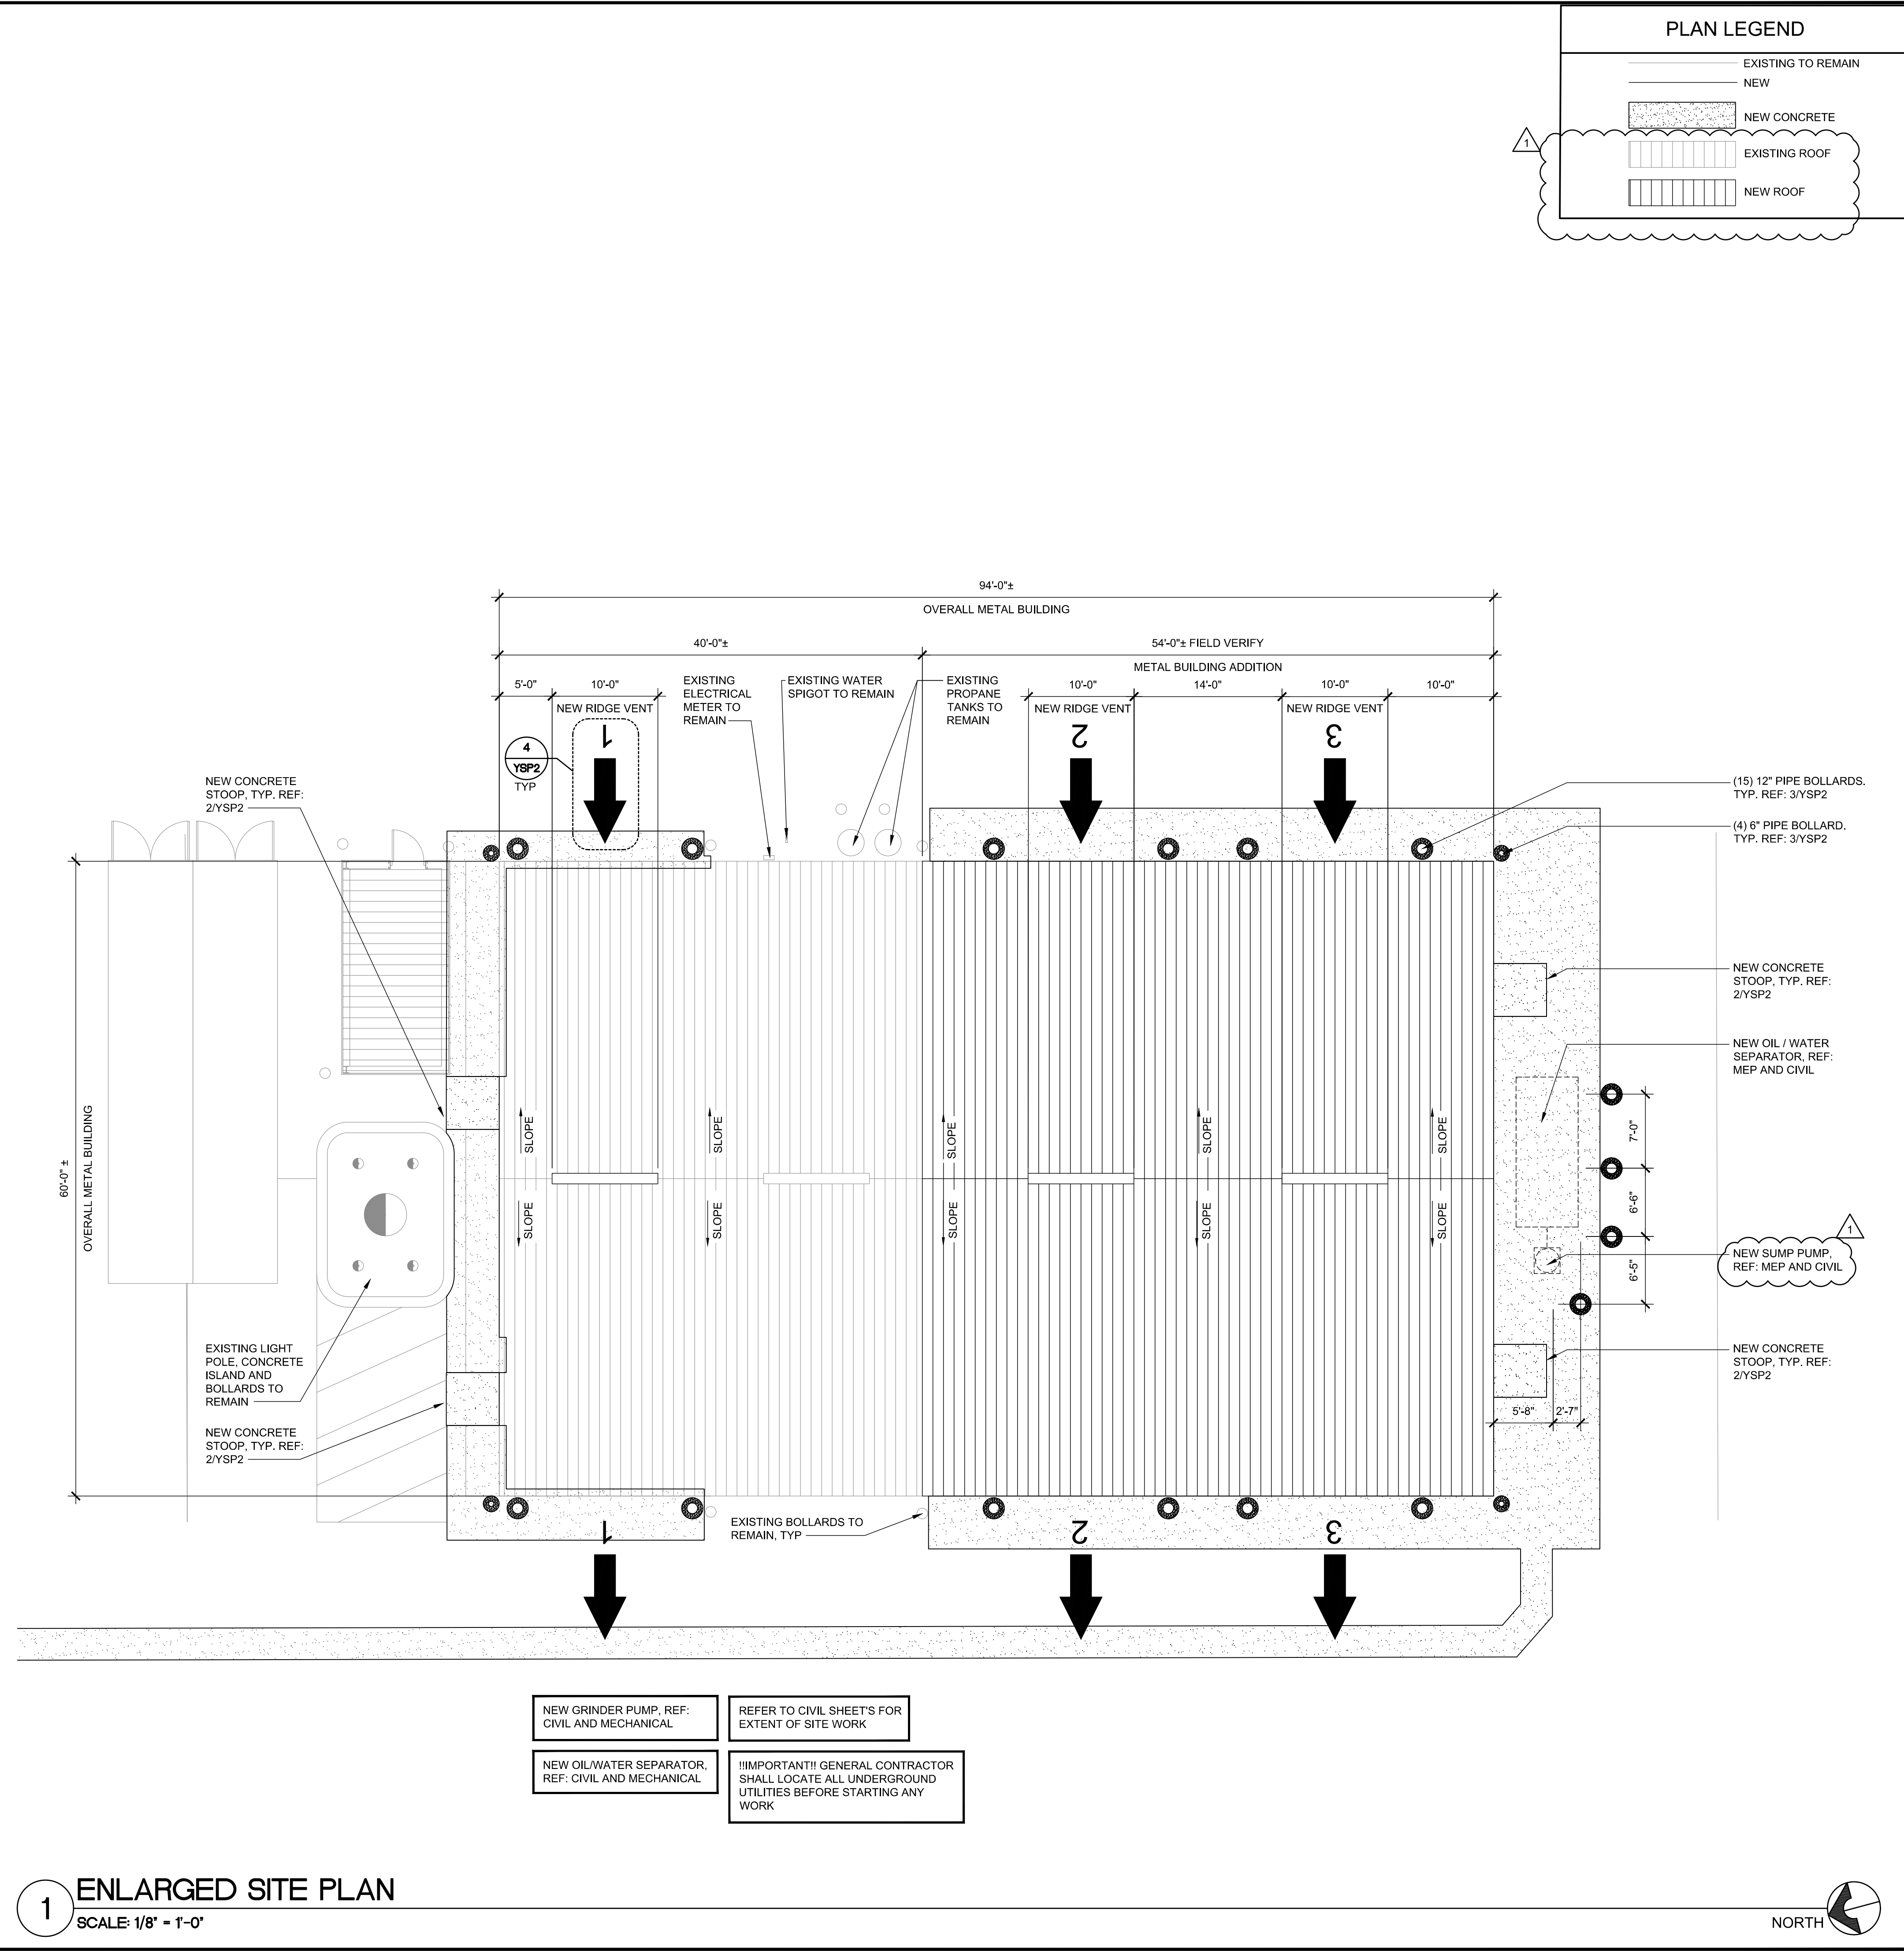 PLAN LEGEND
EXISTING TO REMAIN
NEW
NEW CONCRETE
1
EXISTING ROOF
NEW ROOF
94'-0"±
OVERALL METAL BUILDING
40'-0"±
54'-0"± FIELD VERIFY
METAL BUILDING ADDITION
5'-0"
10'-0"
NEW RIDGE VENT
EXISTING
ELECTRICAL
METER TO
REMAIN
EXISTING WATER
SPIGOT TO REMAIN
EXISTING
PROPANE
TANKS TO
REMAIN
10'-0"
14'-0"
10'-0"
10'-0"
NEW RIDGE VENT
NEW RIDGE VENT
1
2
3
4
YSP2
TYP
NEW CONCRETE
STOOP, TYP. REF:
2/YSP2
(15) 12" PIPE BOLLARDS.
TYP. REF: 3/YSP2
(4) 6" PIPE BOLLARD.
TYP. REF: 3/YSP2
NEW CONCRETE
STOOP, TYP. REF:
2/YSP2
NEW OIL / WATER
SEPARATOR, REF:
MEP AND CIVIL
60'-0" ±
OVERALL METAL BUILDING
SLOPE
SLOPE
SLOPE
SLOPE
SLOPE
SLOPE
SLOPE
SLOPE
SLOPE
SLOPE
7'-0"
6'-6"
6'-5"
1
NEW SUMP PUMP,
REF: MEP AND CIVIL
EXISTING LIGHT
POLE, CONCRETE
ISLAND AND
BOLLARDS TO
REMAIN
NEW CONCRETE
STOOP, TYP. REF:
2/YSP2
NEW CONCRETE
STOOP, TYP. REF:
2/YSP2
5'-8"
2'-7"
EXISTING BOLLARDS TO
REMAIN, TYP
1
2
3
NEW GRINDER PUMP, REF:
CIVIL AND MECHANICAL
REFER TO CIVIL SHEET'S FOR
EXTENT OF SITE WORK
NEW OIL/WATER SEPARATOR,
REF: CIVIL AND MECHANICAL
!!IMPORTANT!! GENERAL CONTRACTOR
SHALL LOCATE ALL UNDERGROUND
UTILITIES BEFORE STARTING ANY
WORK
1
ENLARGED SITE PLAN
SCALE: 1/8" = 1'-0"
NORTH